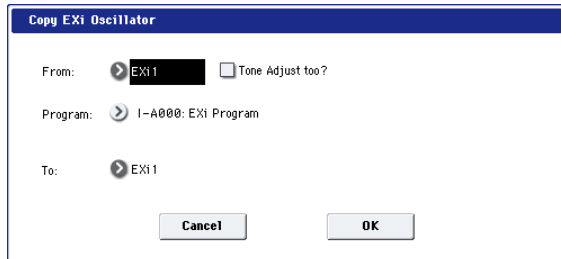 Copy EXi Oscillator
From: EXi1 Tone Adjust too?
Program: I-A000: EXi Program
To: EXi1
Cancel OK